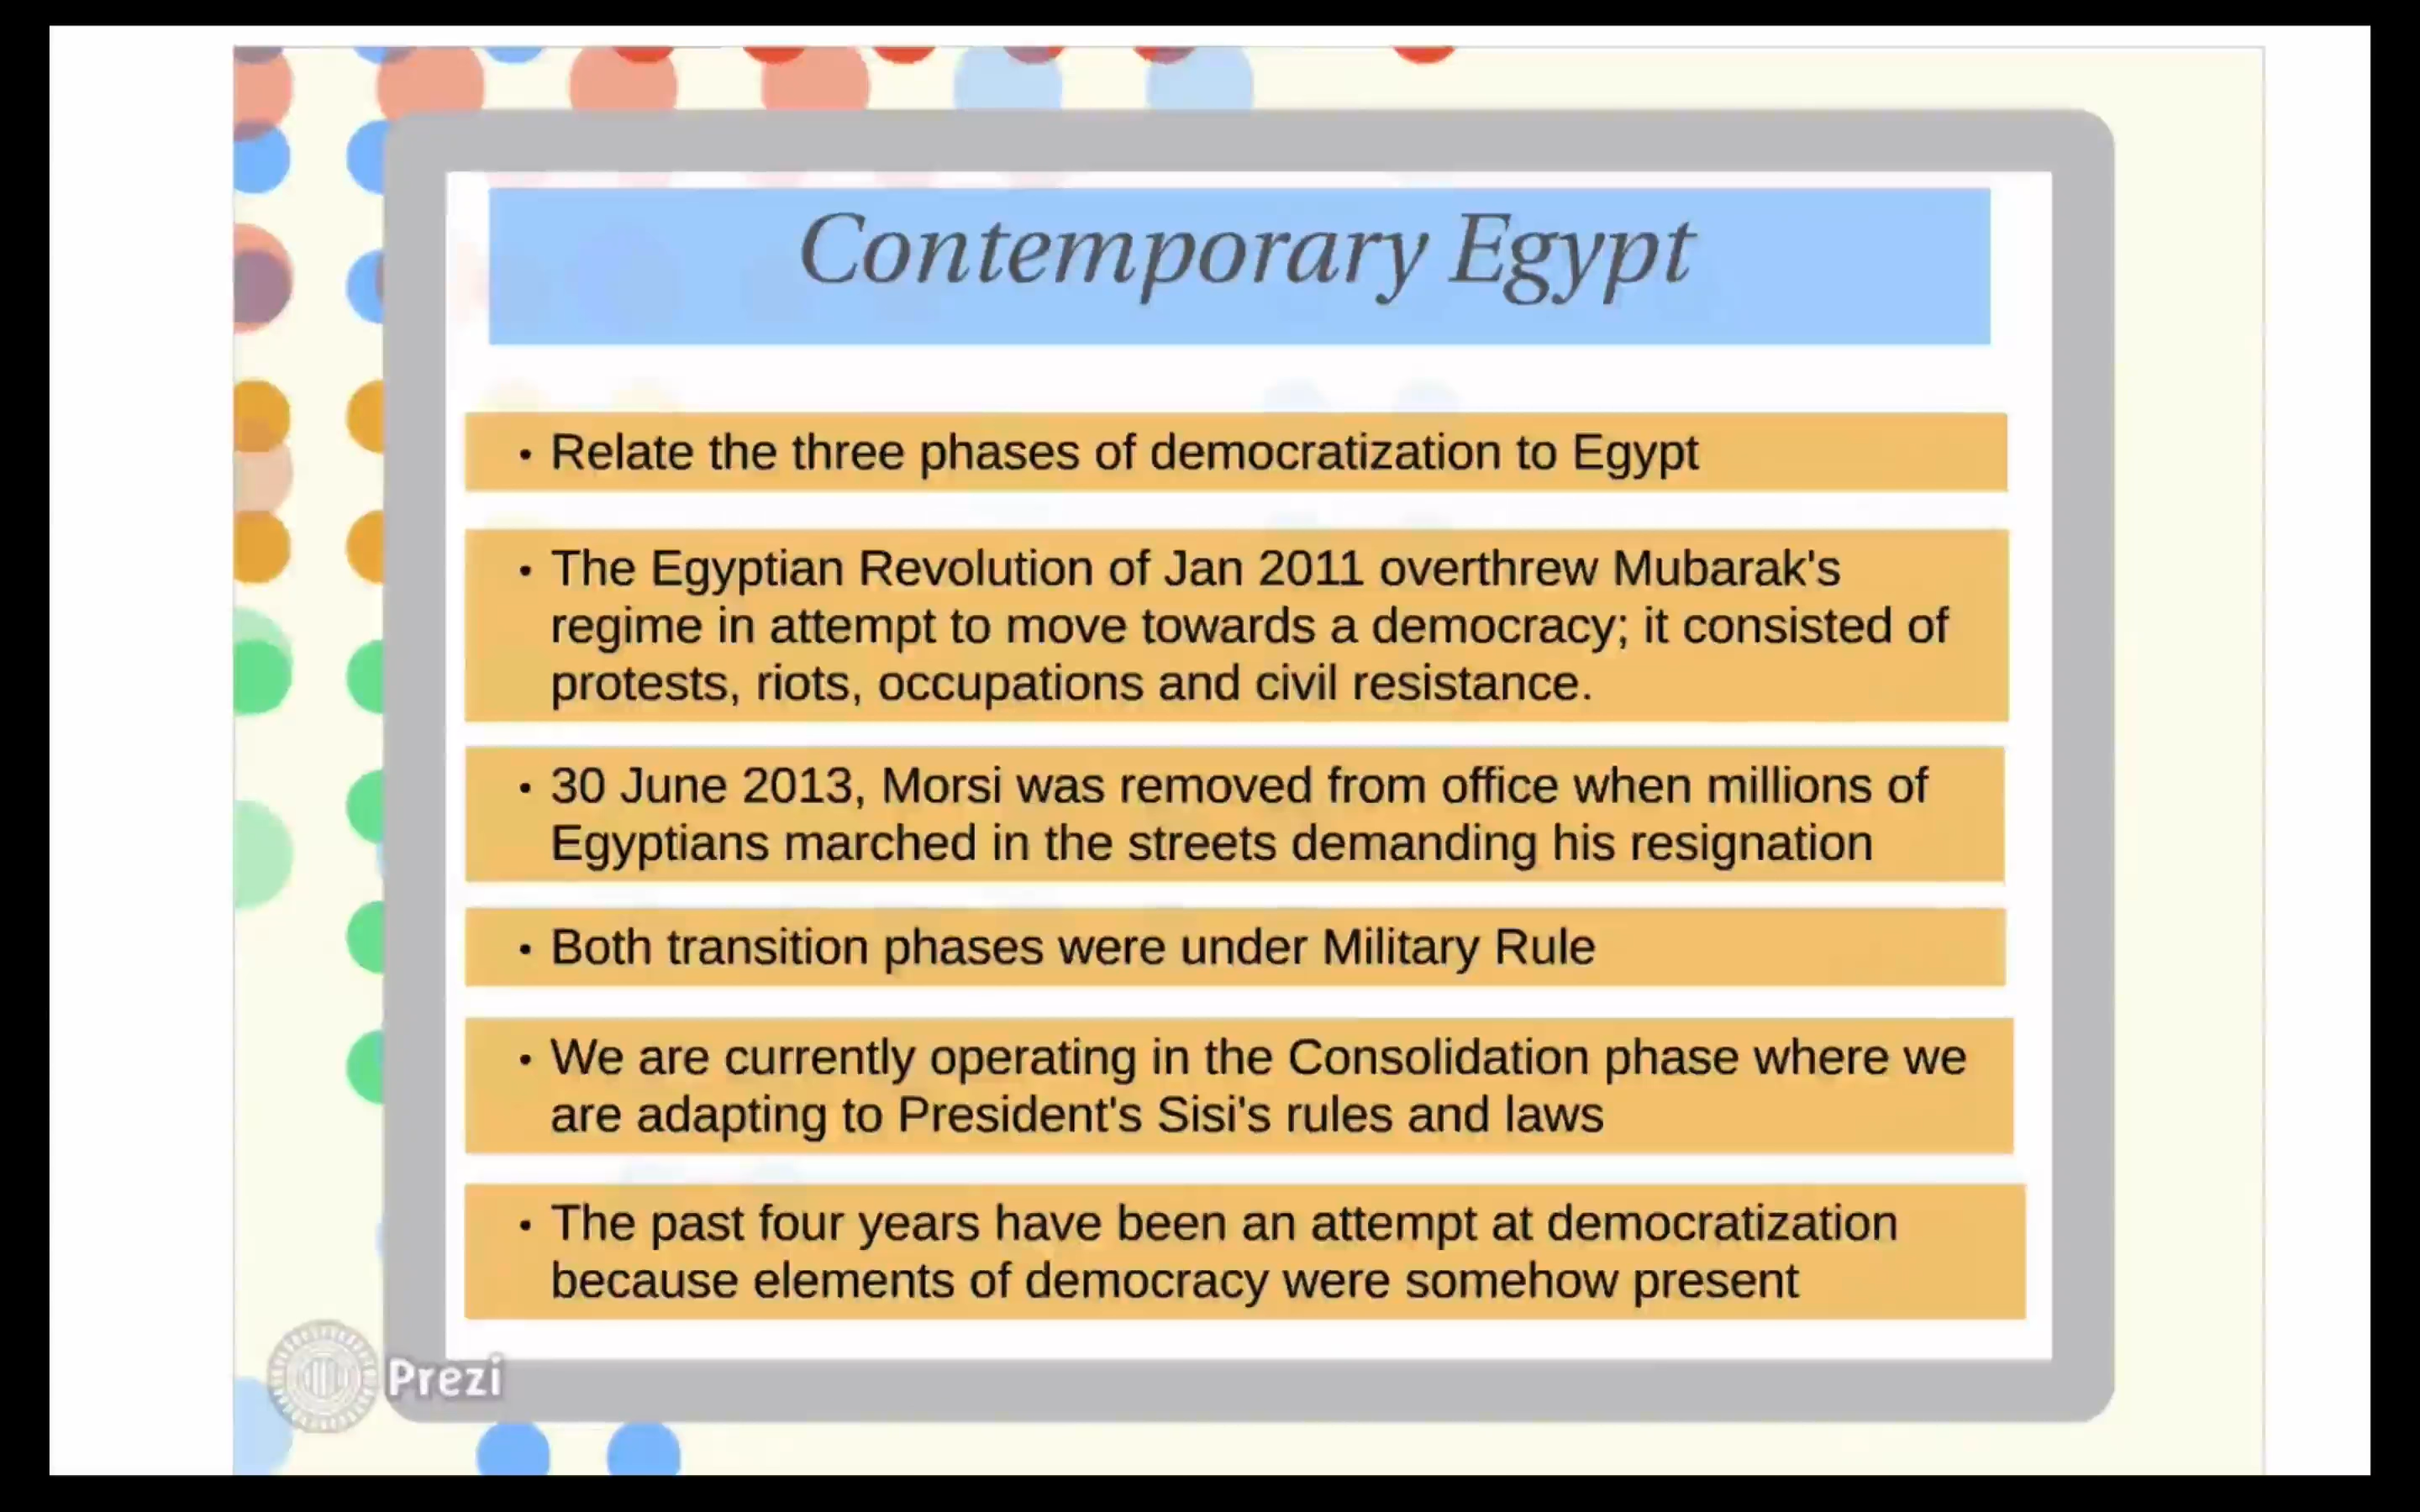 Contemporary Egypt
• Relate the three phases of democratization to Egypt
• The Egyptian Revolution of Jan 2011 overthrew Mubarak's
regime in attempt to move towards a democracy; it consisted of
protests, riots, occupations and civil resistance.
• 30 June 2013, Morsi was removed from office when millions of
Egyptians marched in the streets demanding his resignation
• Both transition phases were under Military Rule
• We are currently operating in the Consolidation phase where we
are adapting to President's Sisi's rules and laws
• The past four years have been an attempt at democratization
because elements of democracy were somehow present
Prezi